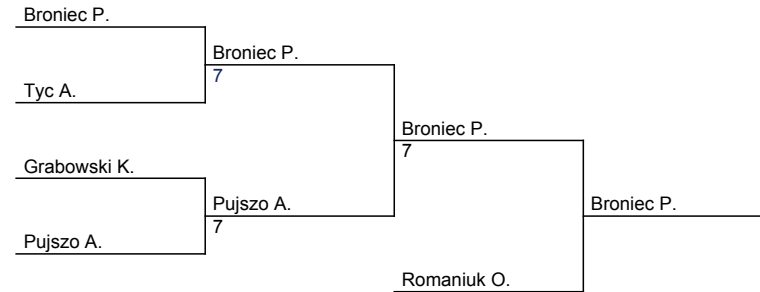 Broniec P.
Broniec P.
7
Tyc A.
Broniec P.
7
Grabowski K.
Pujszo A.
Broniec P.
7
Pujszo A.
Romaniuk O.